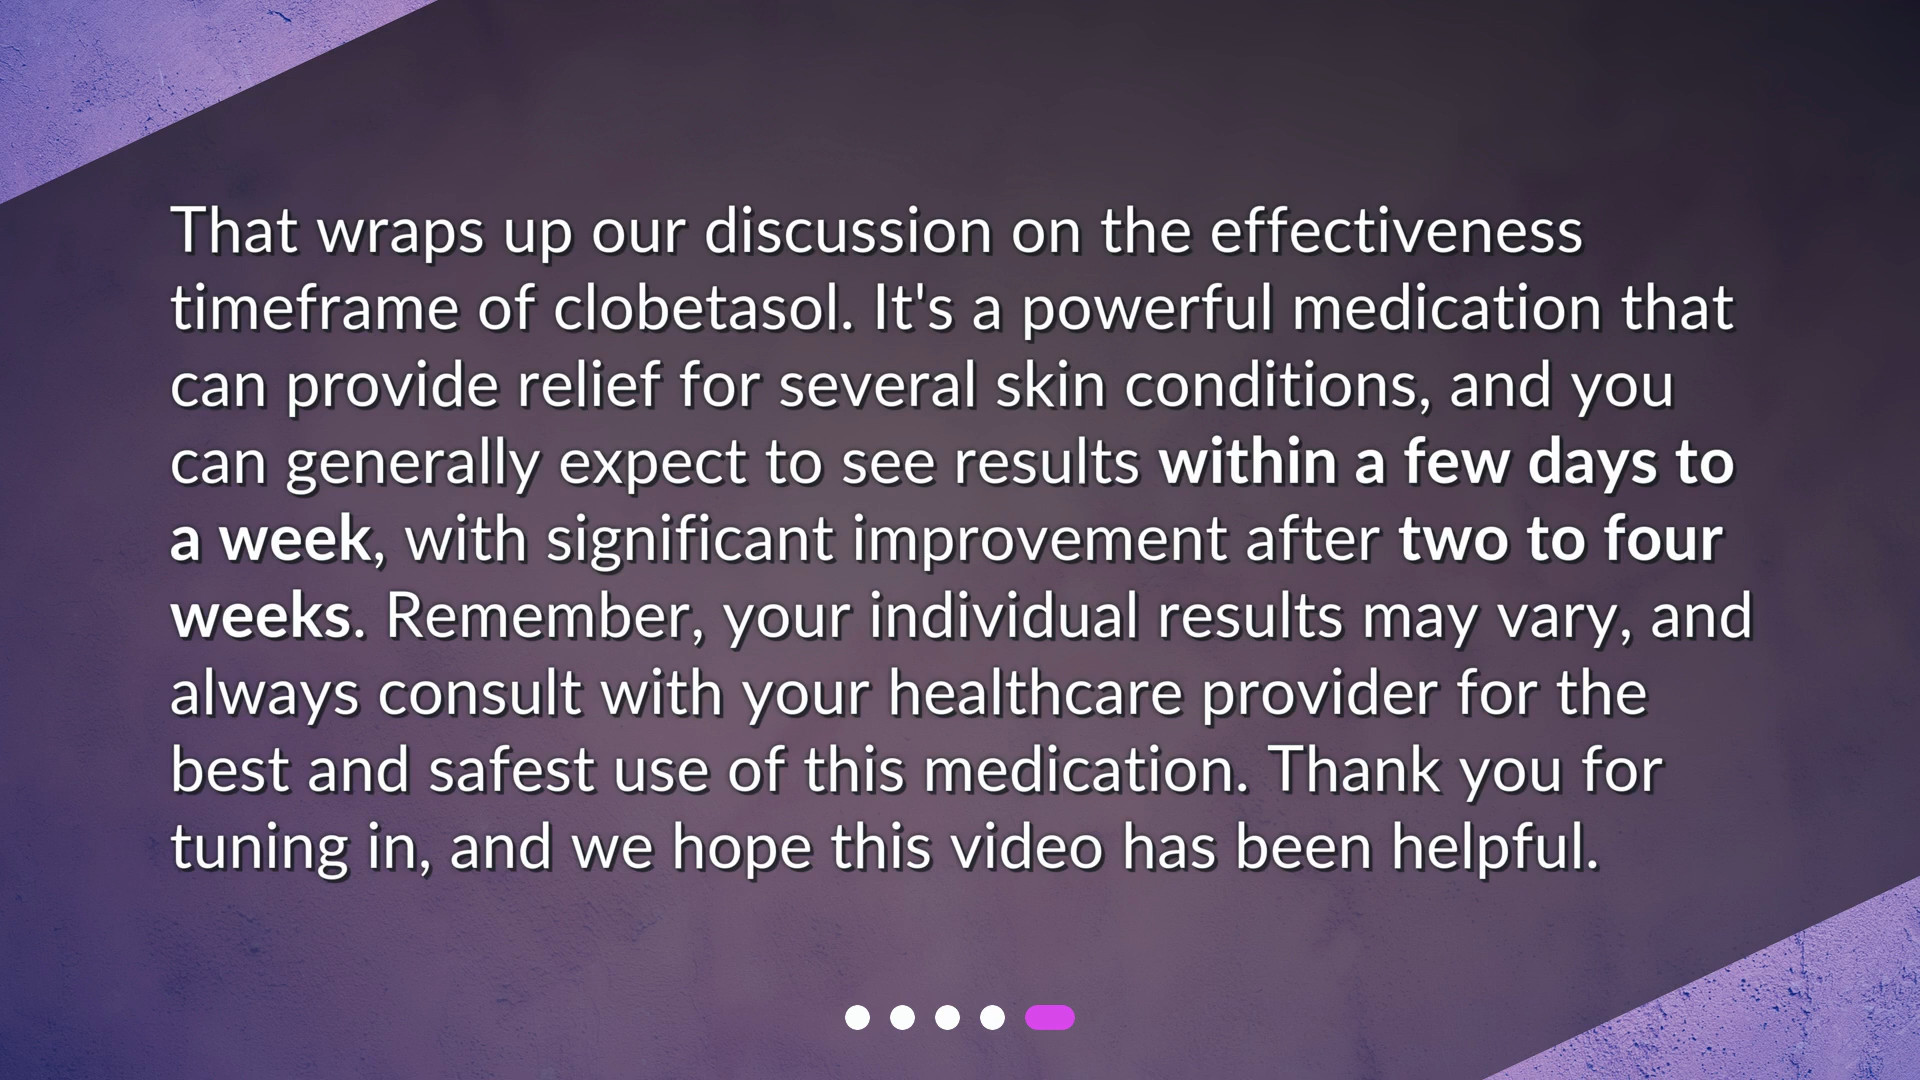 That wraps up our discussion on the effectiveness
timeframe of clobetasol. It's a powerful medication that
can provide relief for several skin conditions, and you
can generally expect to see results within a few days to
a week, with significant improvement after two to four
weeks. Remember, your individual results may vary, and
always consult with your healthcare provider for the
best and safest use of this medication. Thank you for
tuning in, and we hope this video has been helpful.